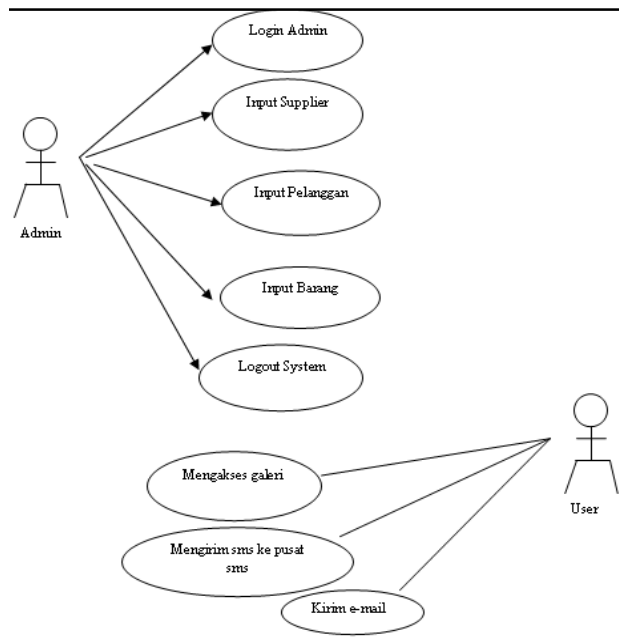 Login Admin
Input Supplier
Input Pelanggan
Admin
Input Barang
Logout System
Mengakses galeri
User
Mengirim sms ke pusat
sms
Kirim e-mail